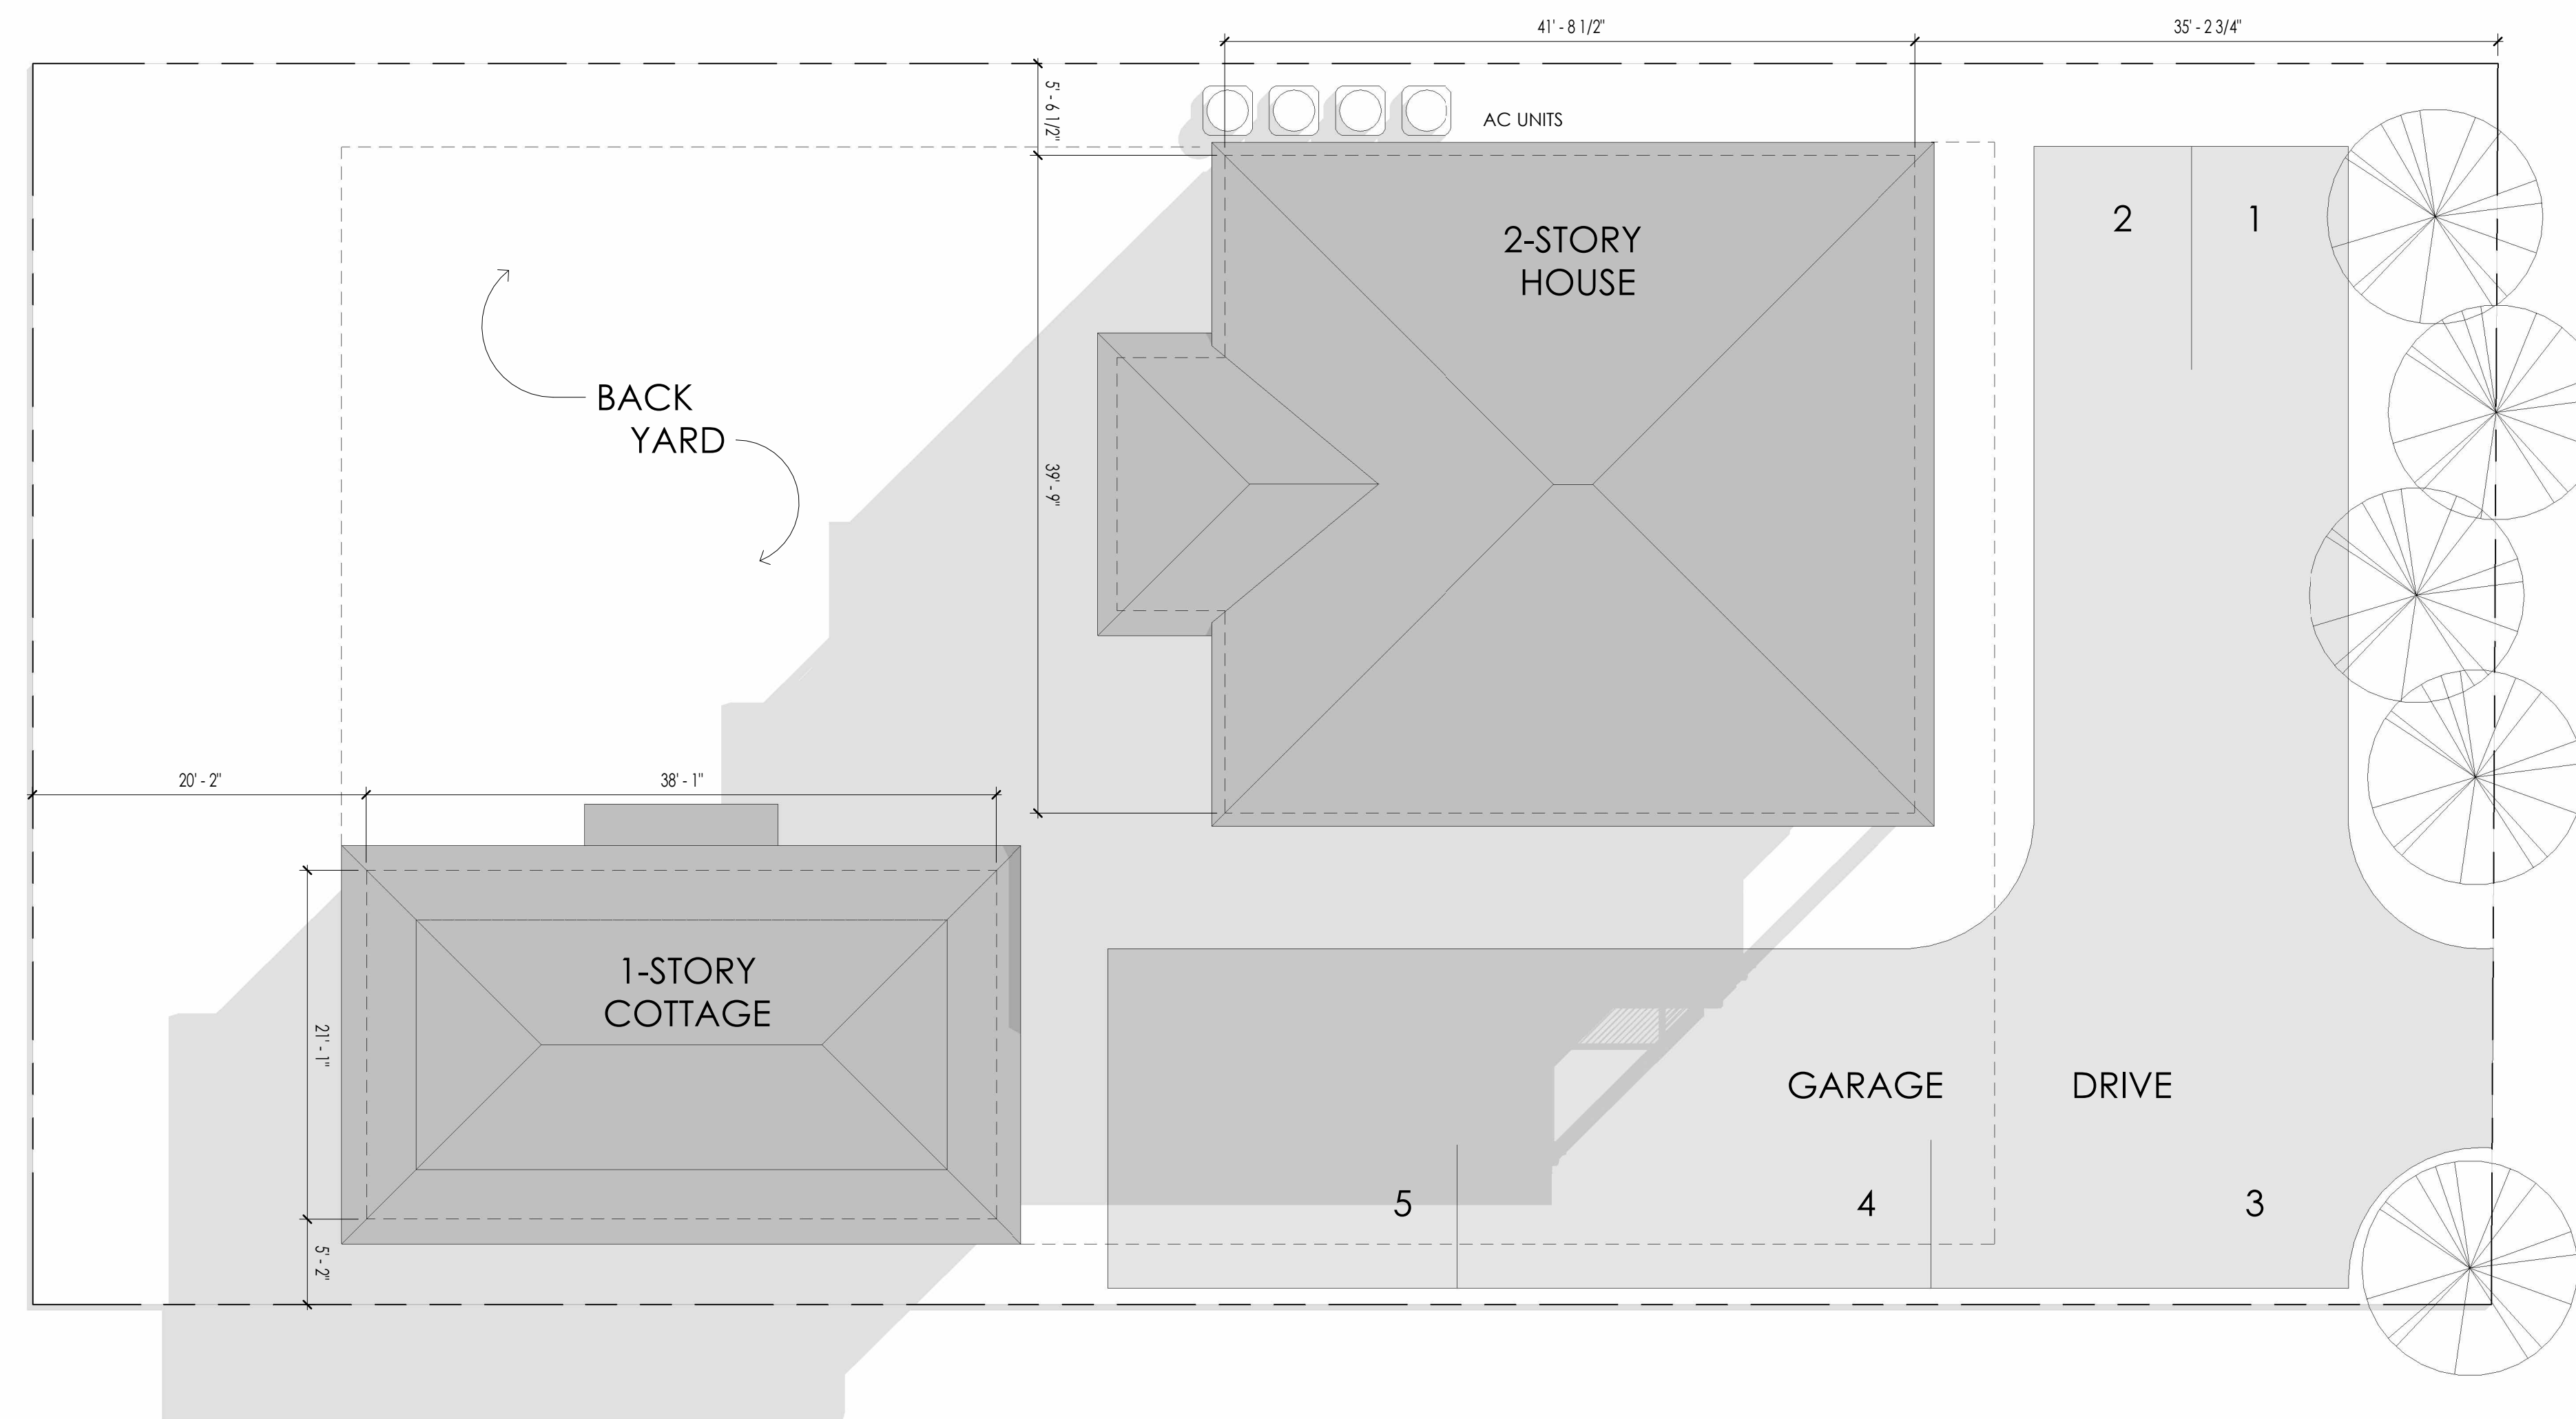 41' - 8 1/2"
35' - 2 3/4"
5' - 6 1/2"
AC UNITS
2-STORY
HOUSE
2
1
BACK
YARD
39' - 9"
20' - 2"
38' - 1"
1-STORY
COTTAGE
21' - 1"
GARAGE
DRIVE
5
4
3
5' - 2"